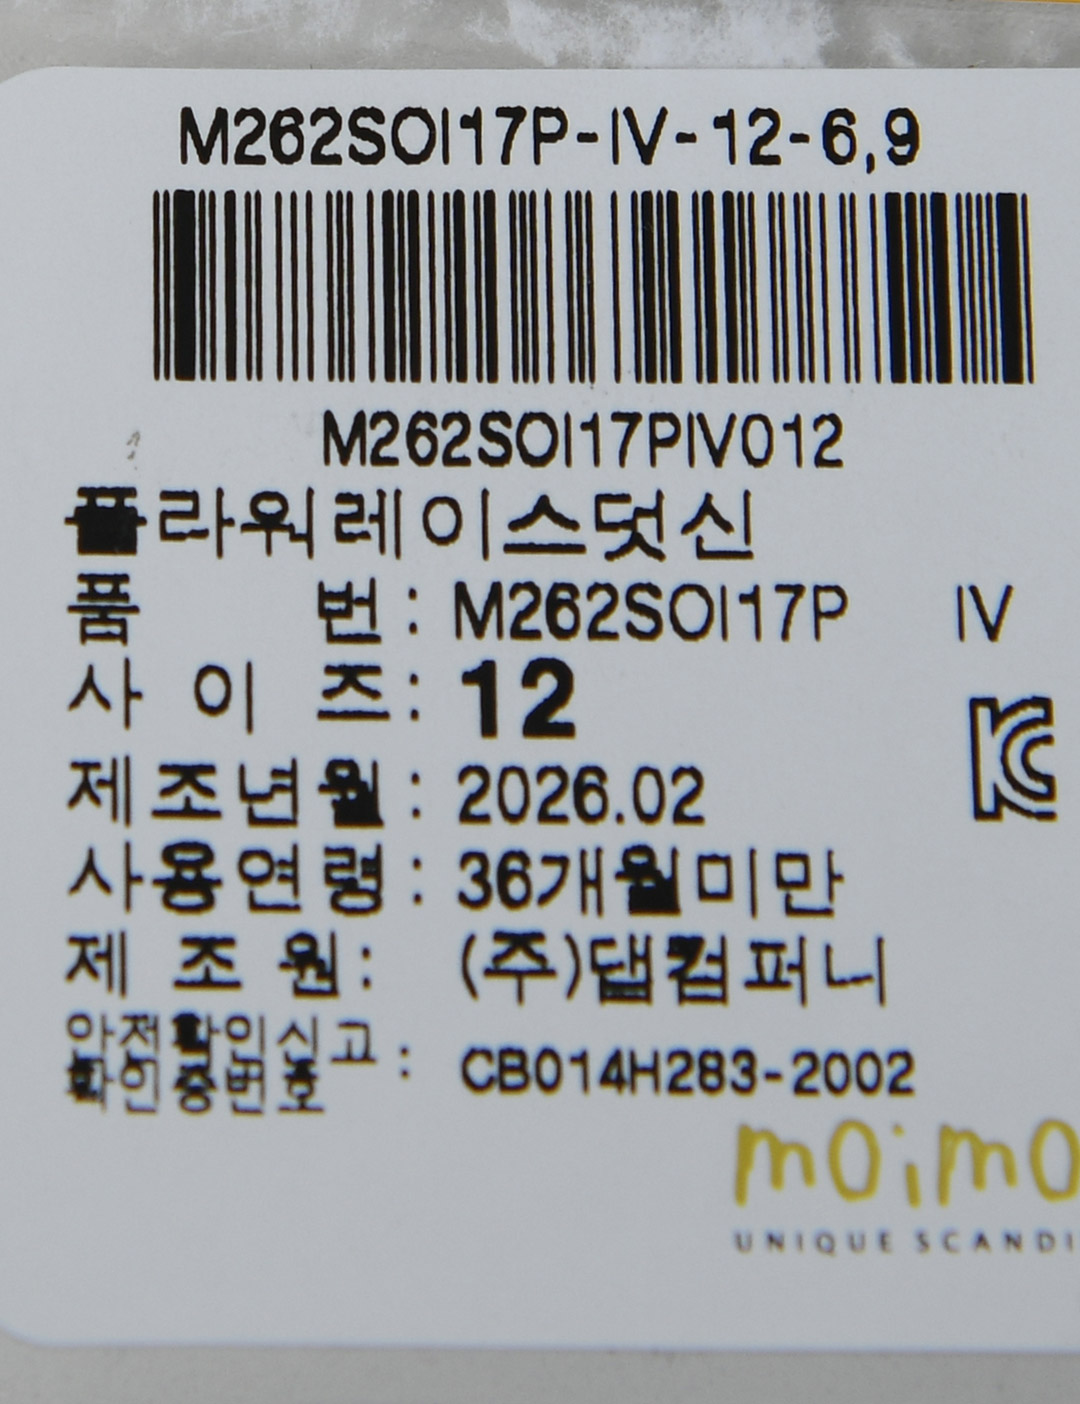 M262SOI17P-IV-12-6,9
M262SOI17PIV012
플라워레이스덧신
품 번 : M262SOI17P IV
사 이 즈 : 12
제조년월 : 2026.02
사용연령 : 36개월미만
제 조 원 : (주)댑컴퍼니
안전확인신고
확인증번호 : CB014H283-2002
moimo
UNIQUE SCANDI